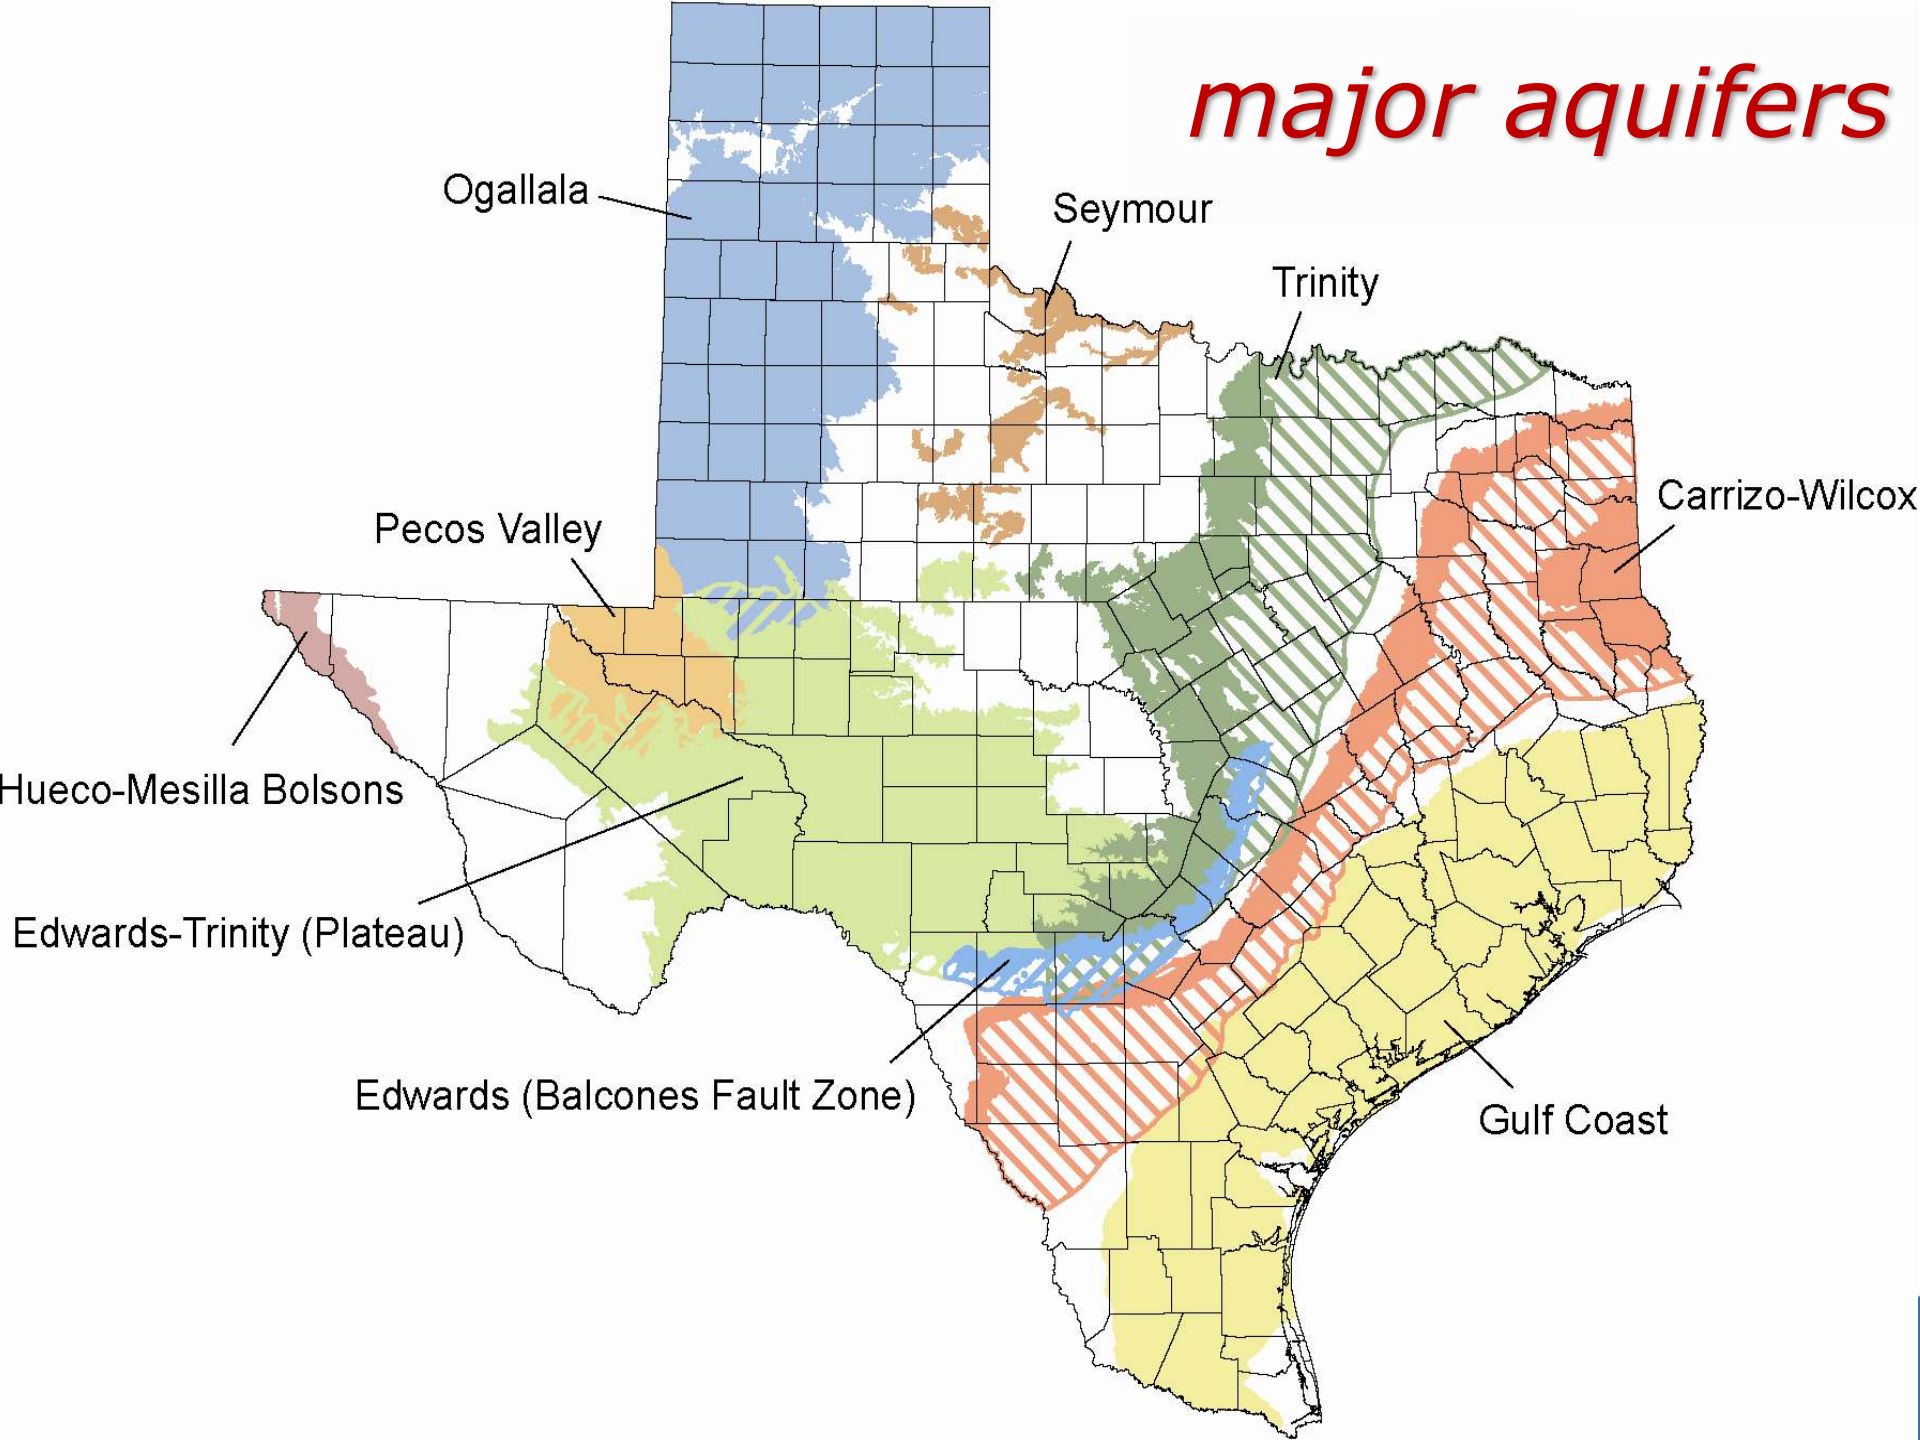 major aquifers
Ogallala
Seymour
Trinity
Carrizo-Wilcox
Pecos Valley
Hueco-Mesilla Bolsons
Edwards-Trinity (Plateau)
Edwards (Balcones Fault Zone)
Gulf Coast